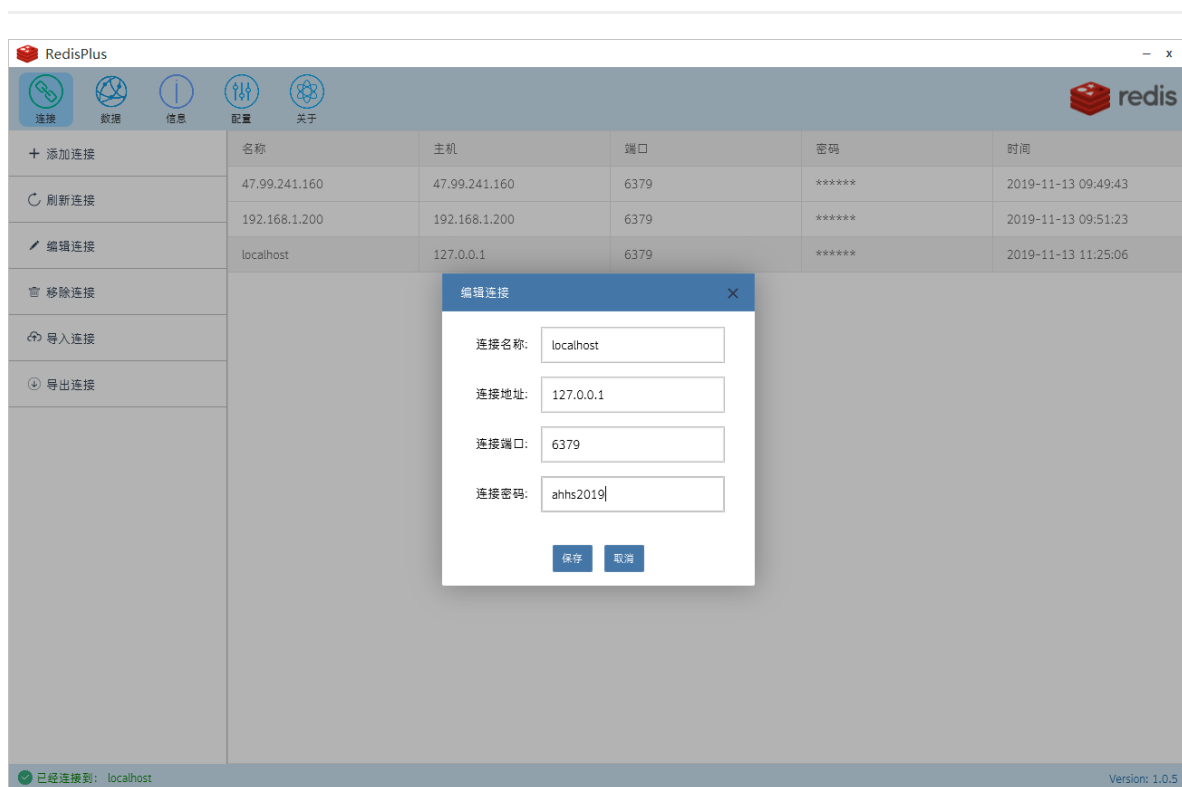 RedisPlus
连接 数据 信息 配置 关于 redis
添加连接
刷新连接
编辑连接
移除连接
导入连接
导出连接
名称 主机 端口 密码 时间
47.99.241.160 47.99.241.160 6379 ****** 2019-11-13 09:49:43
192.168.1.200 192.168.1.200 6379 ****** 2019-11-13 09:51:23
localhost 127.0.0.1 6379 ****** 2019-11-13 11:25:06
编辑连接
连接名称: localhost
连接地址: 127.0.0.1
连接端口: 6379
连接密码: ahhs2019
保存 取消
已经连接到: localhost Version: 1.0.5